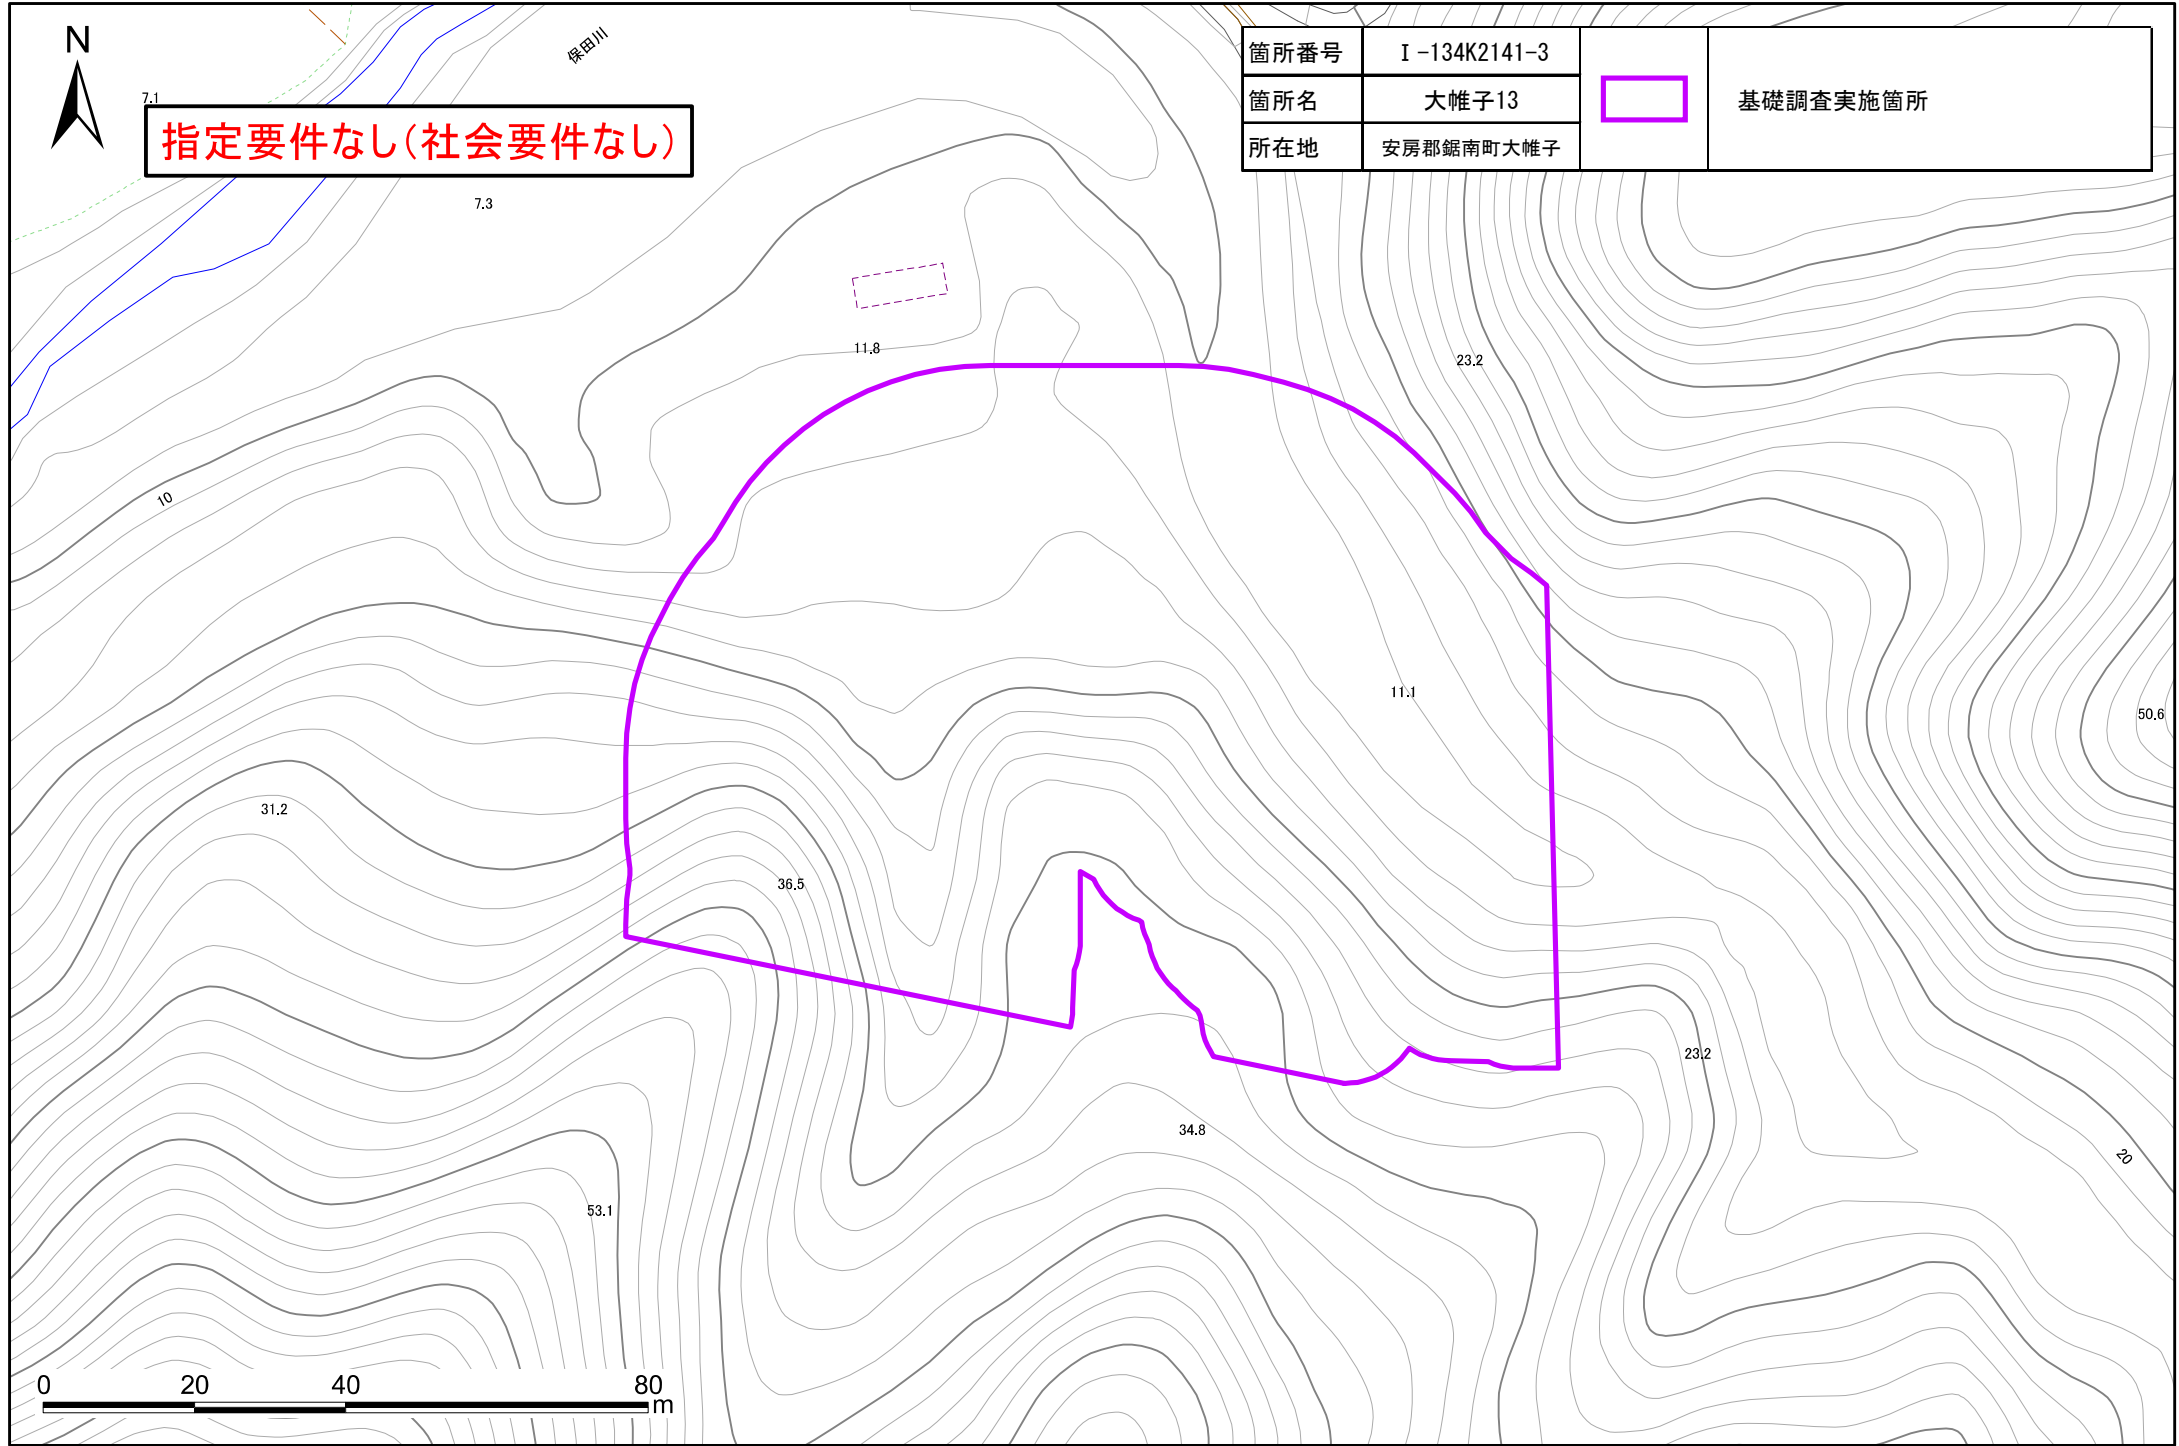 N
保田川
箇所番号 Ⅰ-134K2141-3
箇所名 大帷子13
所在地 安房郡鋸南町大帷子
基礎調査実施箇所
7.1
指定要件なし(社会要件なし)
7.3
11.8
23.2
10
11.1
50.6
31.2
36.5
23.2
34.8
20
53.1
0 20 40 80
m